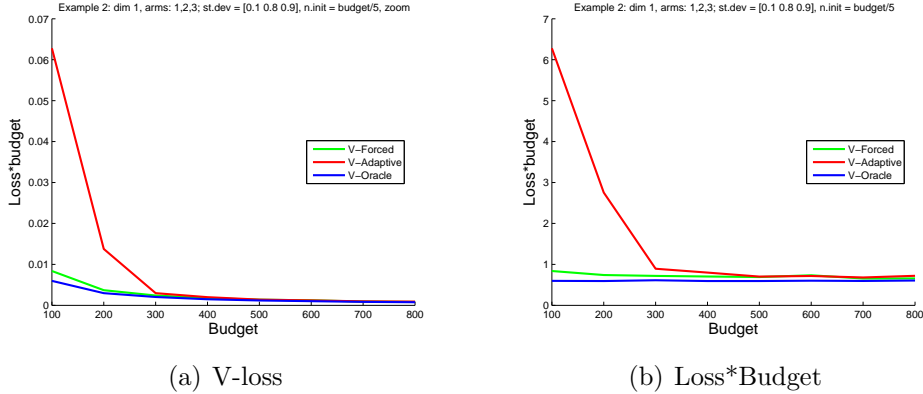 Example 2: dim 1, arms: 1,2,3; st.dev = [0.1 0.8 0.9], n.init = budget/5, zoom
0.07
0.06
0.05
0.04
0.03
0.02
0.01
0
Loss*budget
V−Forced
V−Adaptive
V−Oracle
100 200 300 400 500 600 700 800
Budget
(a) V-loss
Example 2: dim 1, arms: 1,2,3; st.dev = [0.1 0.8 0.9], n.init = budget/5
7
6
5
4
3
2
1
0
Loss*budget
V−Forced
V−Adaptive
V−Oracle
100 200 300 400 500 600 700 800
Budget
(b) Loss*Budget